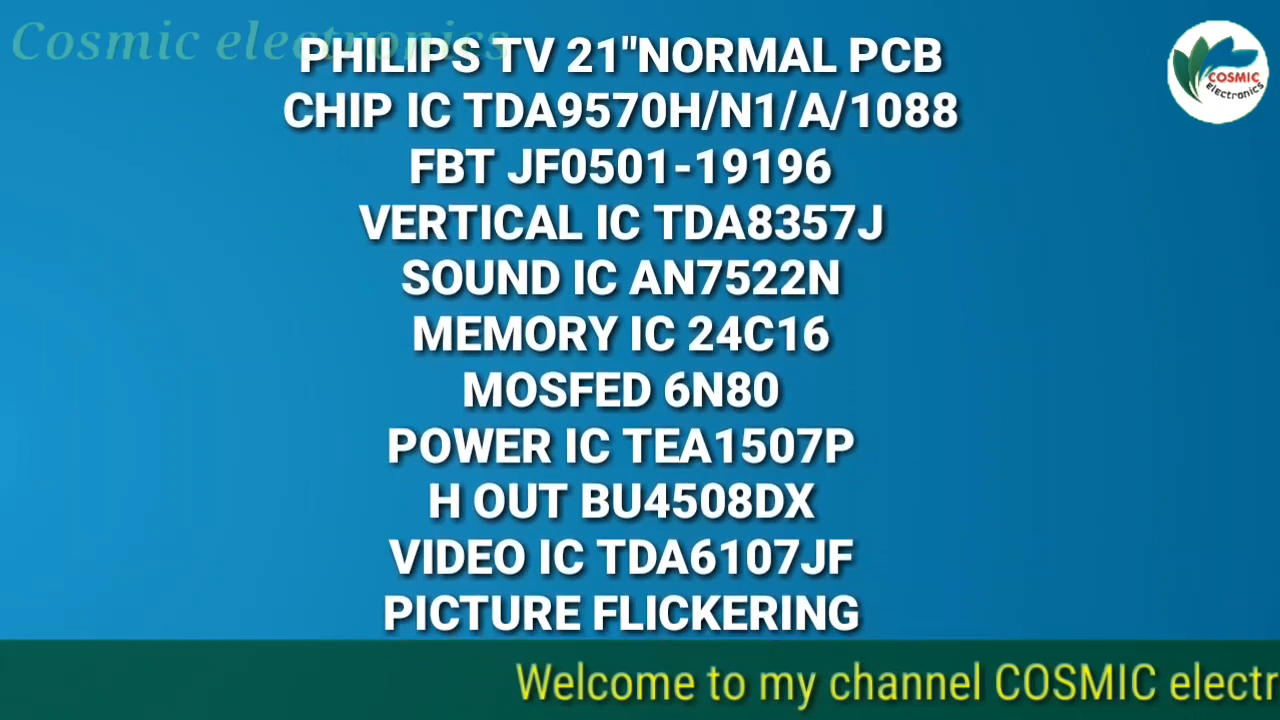 Cosmic electronics
PHILIPS TV 21"NORMAL PCB
COSMIC
electronics
CHIP IC TDA9570H/N1/A/1088
FBT JF0501-19196
VERTICAL IC TDA8357J
SOUND IC AN7522N
MEMORY IC 24C16
MOSFED 6N80
POWER IC TEA1507P
H OUT BU4508DX
VIDEO IC TDA6107JF
PICTURE FLICKERING
Welcome to my channel COSMIC electr